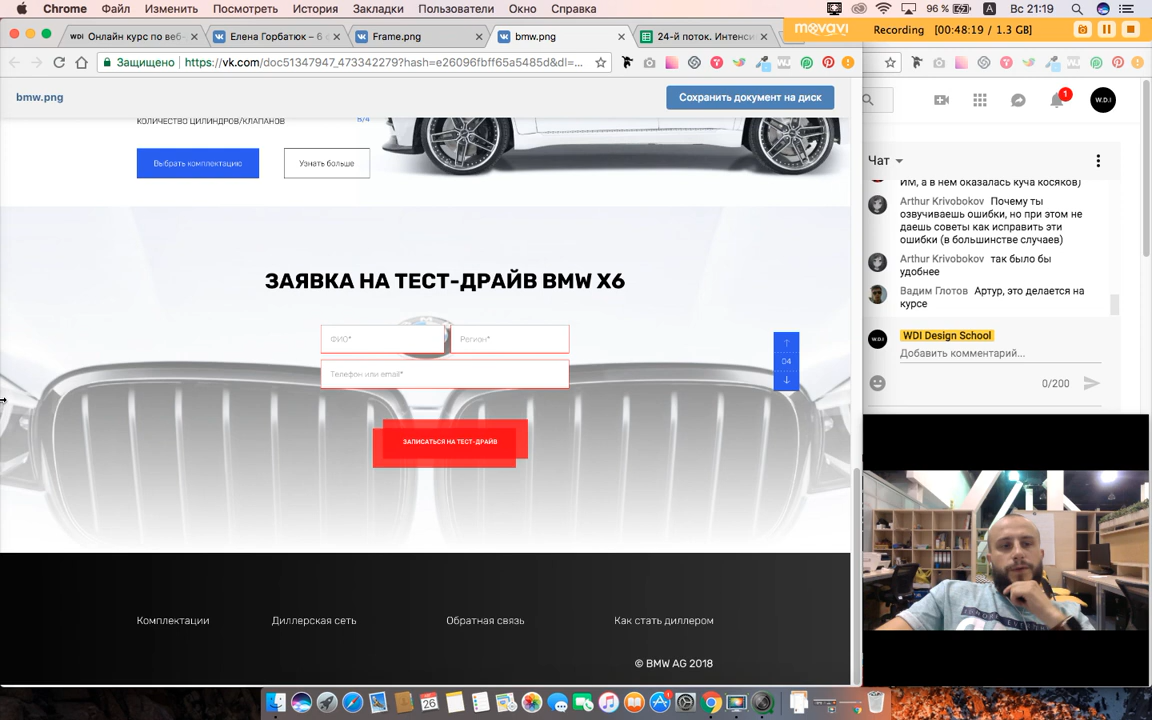 Chrome Файл Изменить Посмотреть История Закладки Пользователи Окно Справка 96 % A Вс 21:19
WDI Онлайн курс по веб- Елена Горбатюк – 6 с Frame.png bmw.png 24-й поток. Интенси
movavi Recording [00:48:19 / 1.3 GB]
Защищено https://vk.com/doc51347947_473342279?hash=e26096fbff65a5485d&dl=...
bmw.png
Сохранить документ на диск
КОЛИЧЕСТВО ЦИЛИНДРОВ/КЛАПАНОВ
Выбрать комплектацию
Узнать больше
ЗАЯВКА НА ТЕСТ-ДРАЙВ BMW X6
ФИО*
Регион*
Телефон или email*
04
ЗАПИСАТЬСЯ НА ТЕСТ-ДРАЙВ
Комплектации Диллерская сеть Обратная связь Как стать диллером
© BMW AG 2018
1
W.D.I
Чат
ИМ, а в нем оказалась куча косяков)
Arthur Krivobokov Почему ты
озвучиваешь ошибки, но при этом не
даешь советы как исправить эти
ошибки (в большинстве случаев)
Arthur Krivobokov так было бы
удобнее
Вадим Глотов Артур, это делается на
курсе
W.D.I WDI Design School
Добавить комментарий...
0/200
26
1